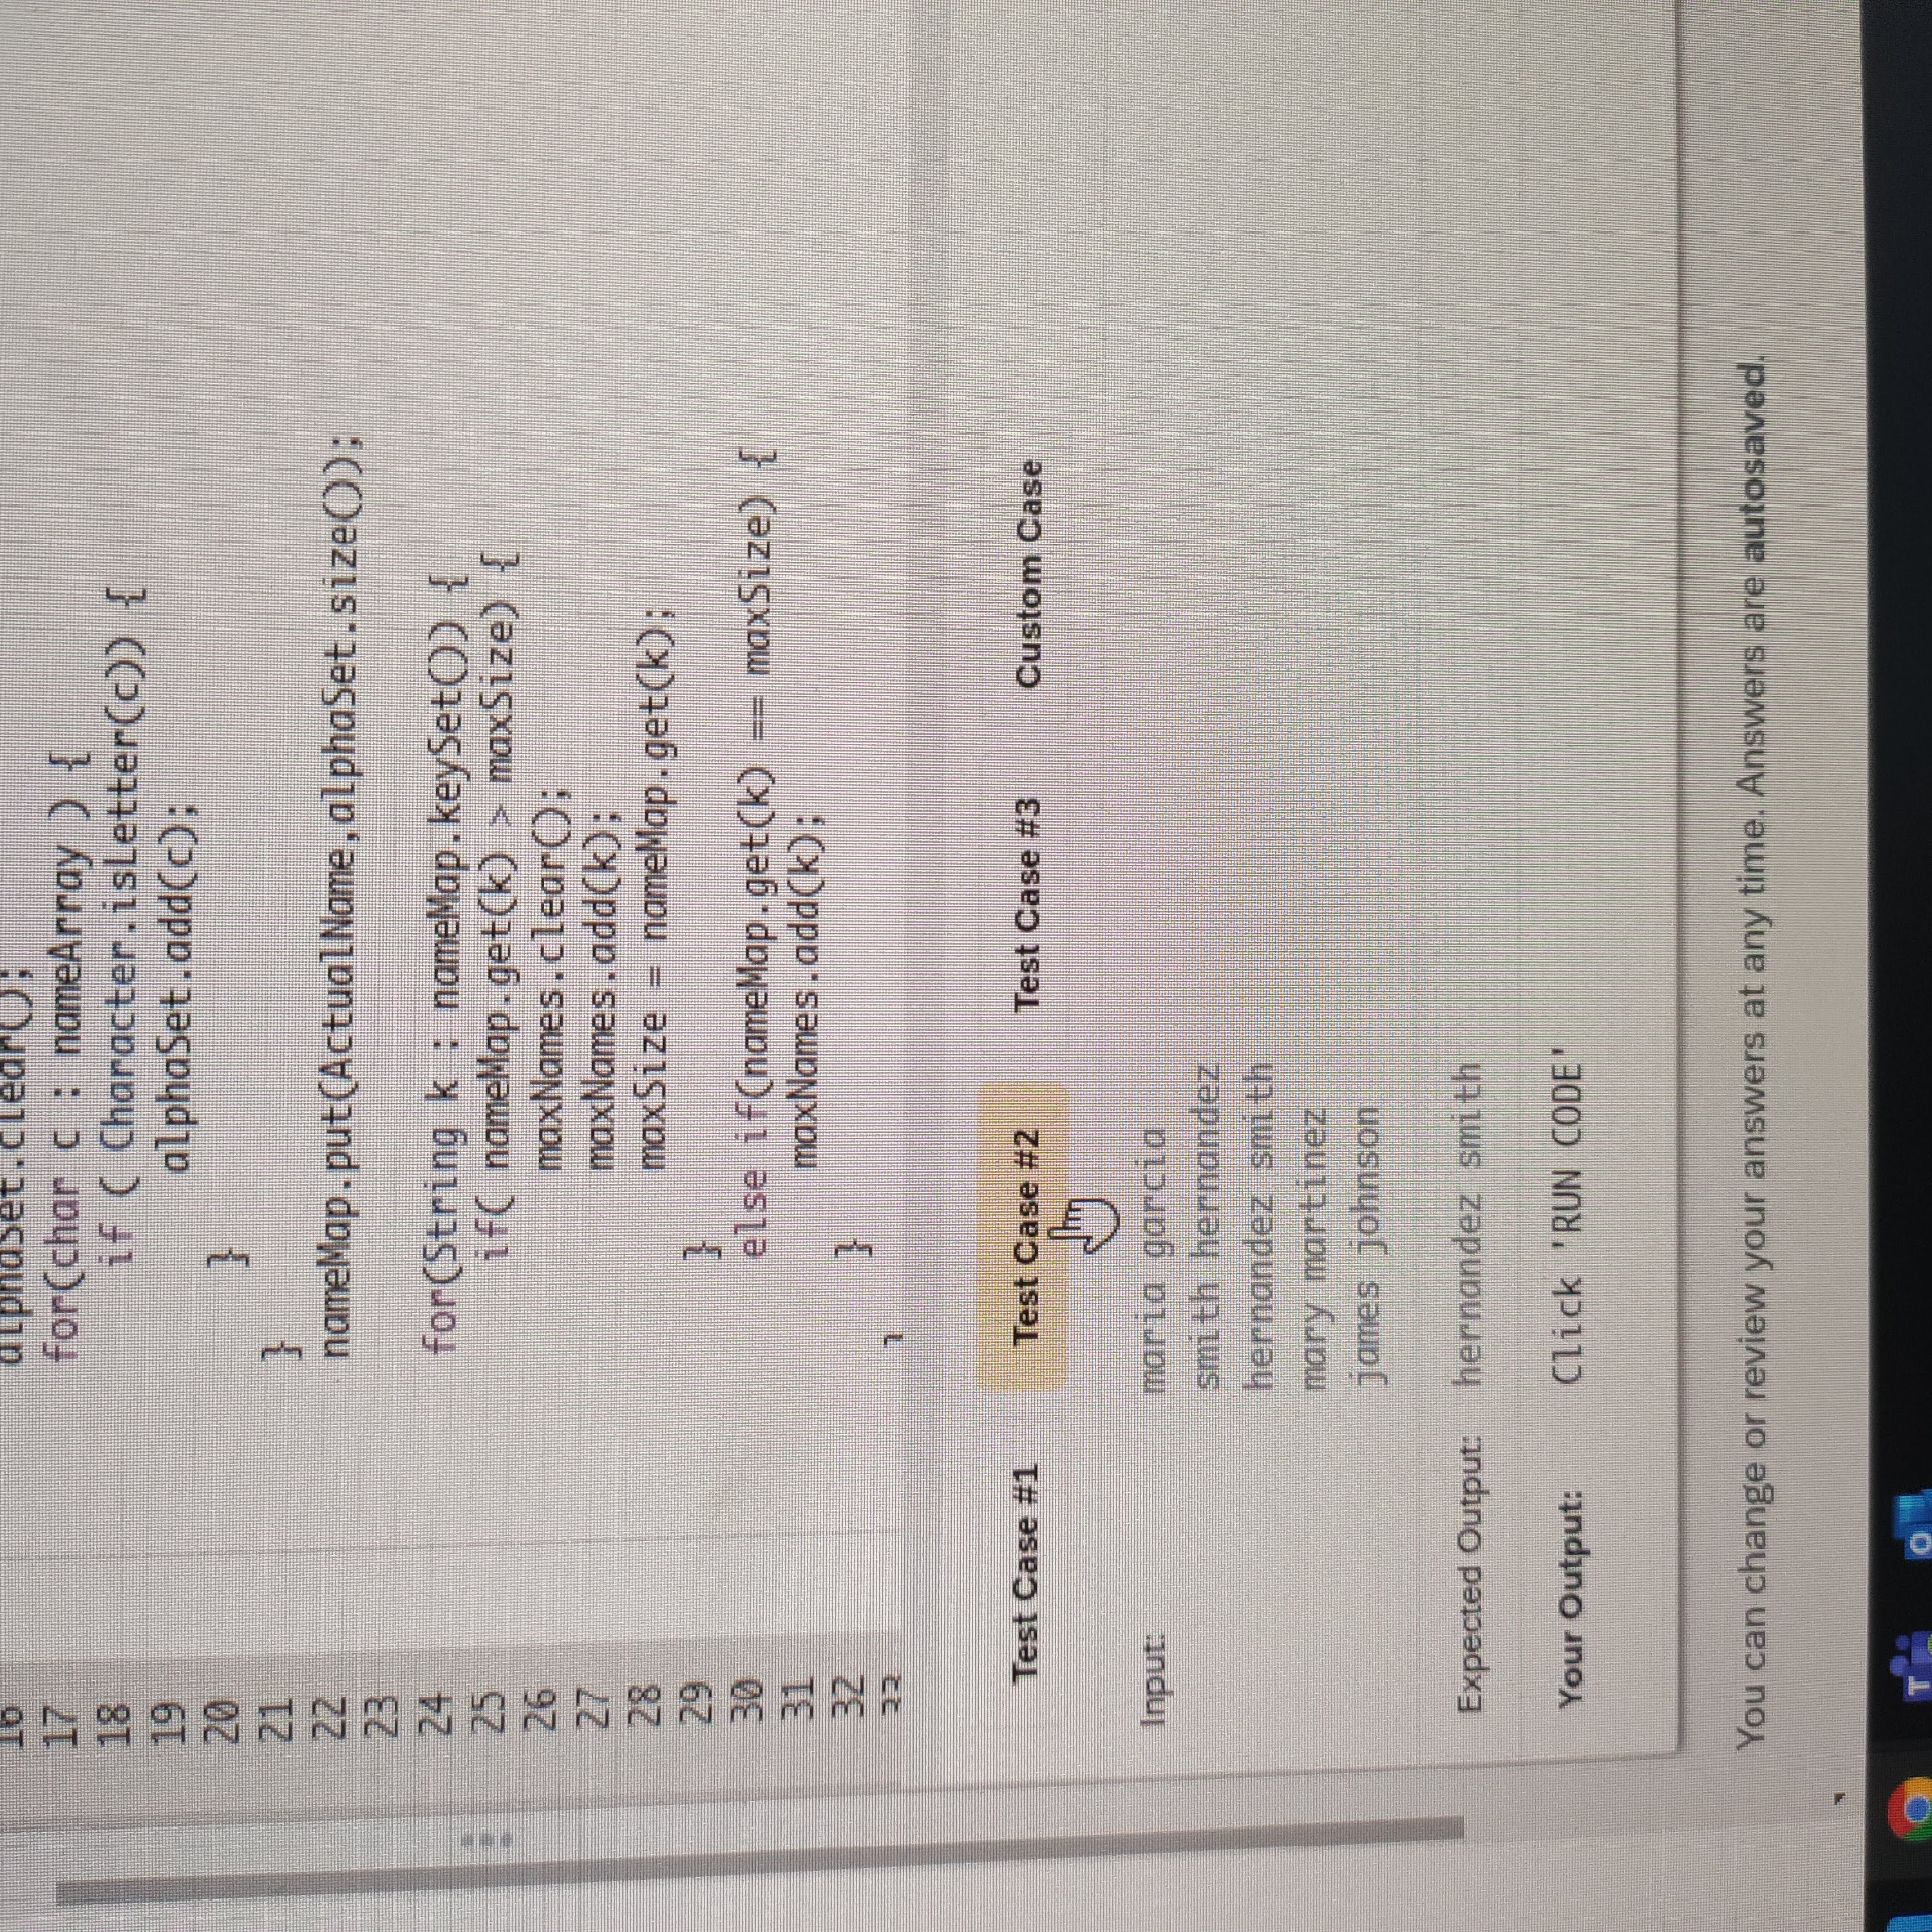 16 alphaSet.clear();
17 for(char c : nameArray ) {
18 if ( Character.isLetter(c)) {
19 alphaSet.add(c);
20 }
21 }
22 nameMap.put(ActualName,alphaSet.size());
23
24 for(String k : nameMap.keySet()) {
25 if( nameMap.get(k) > maxSize) {
26 maxNames.clear();
27 maxNames.add(k);
28 maxSize = nameMap.get(k);
29 }
30 else if(nameMap.get(k) == maxSize) {
31 maxNames.add(k);
32 }
33 }
Test Case #1 Test Case #2 Test Case #3 Custom Case
Input: maria garcia
smith hernandez
hernandez smith
mary martinez
james johnson
Expected Output: hernandez smith
Your Output: Click 'RUN CODE'
You can change or review your answers at any time. Answers are autosaved.
T O